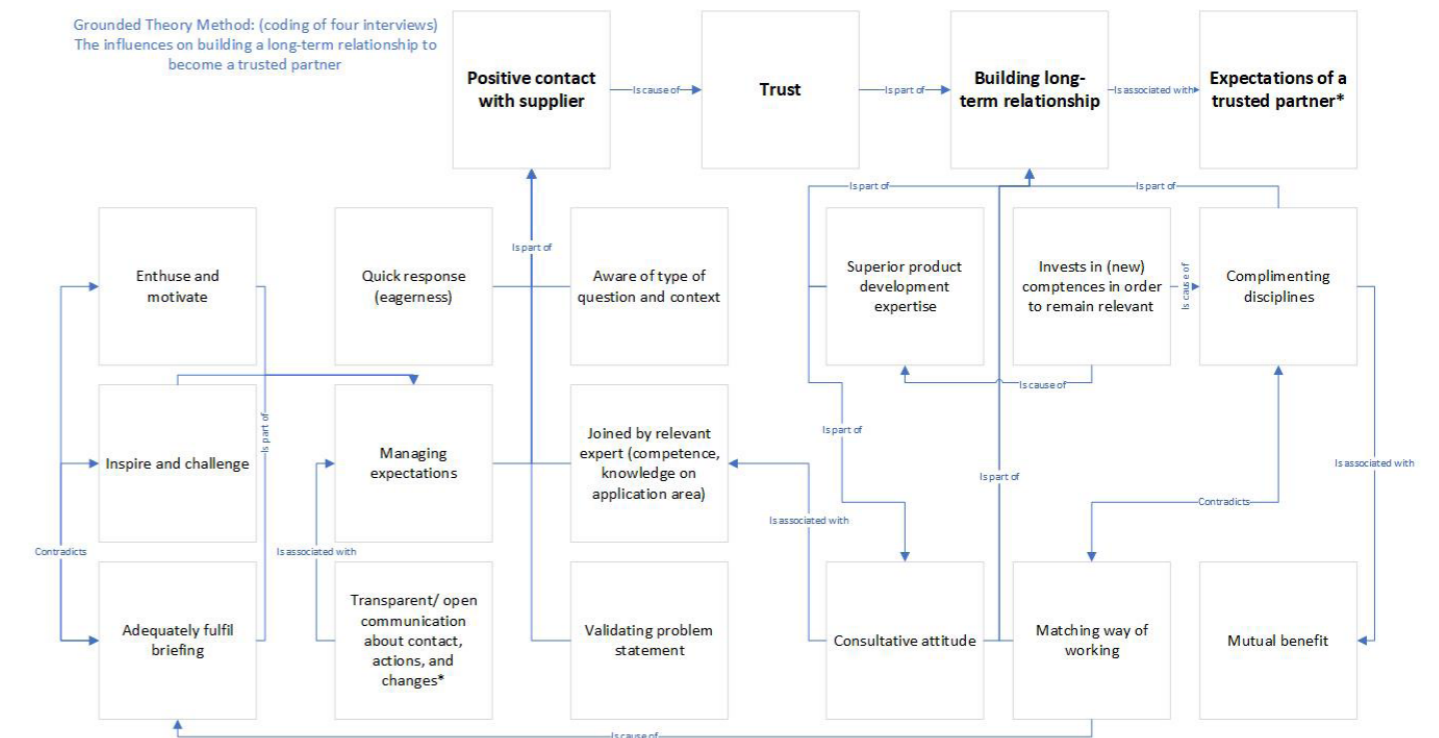 Grounded Theory Method: (coding of four interviews)
The influences on building a long-term relationship to
become a trusted partner
Positive contact
with supplier
Is cause of
Trust
Is part of
Building long-
term relationship
Is associated with
Expectations of a
trusted partner*
Is part of
Is part of
Is part of
Enthuse and
motivate
Quick response
(eagerness)
Aware of type of
question and context
Superior product
development
expertise
Invests in (new)
comptences in order
to remain relevant
Is cause of
Complimenting
disciplines
Is cause of
Is part of
Is part of
Inspire and challenge
Managing
expectations
Joined by relevant
expert (competence,
knowledge on
application area)
Is part of
Is associated with
Contradicts
Is associated with
Contradicts
Is associated with
Adequately fulfil
briefing
Transparent/ open
communication
about contact,
actions, and
changes*
Validating problem
statement
Consultative attitude
Matching way of
working
Mutual benefit
Is cause of